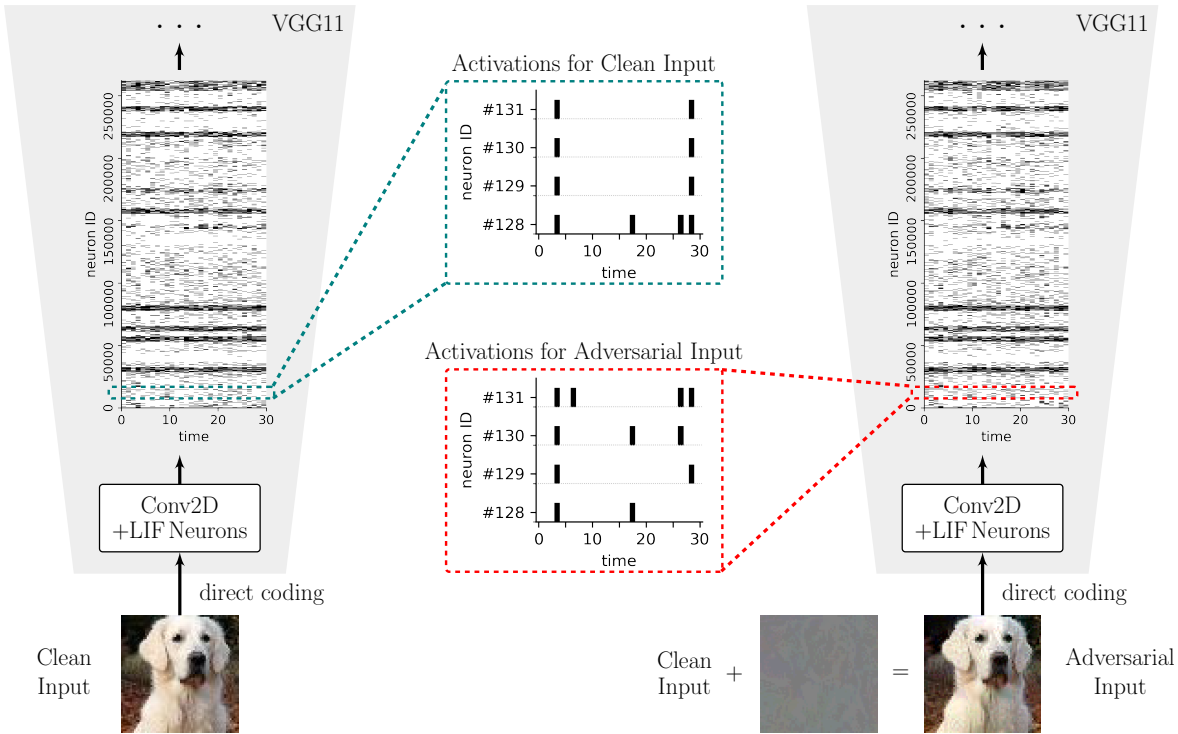 . . .
VGG11
250000
200000
150000
100000
50000
0
neuron ID
0 10 20 30
time
Conv2D
+LIF Neurons
direct coding
Clean
Input
Activations for Clean Input
neuron ID
#131
#130
#129
#128
0 10 20 30
time
Activations for Adversarial Input
neuron ID
#131
#130
#129
#128
0 10 20 30
time
. . .
VGG11
250000
200000
150000
100000
50000
0
neuron ID
0 10 20 30
time
Conv2D
+LIF Neurons
direct coding
Clean
Input
+
=
Adversarial
Input